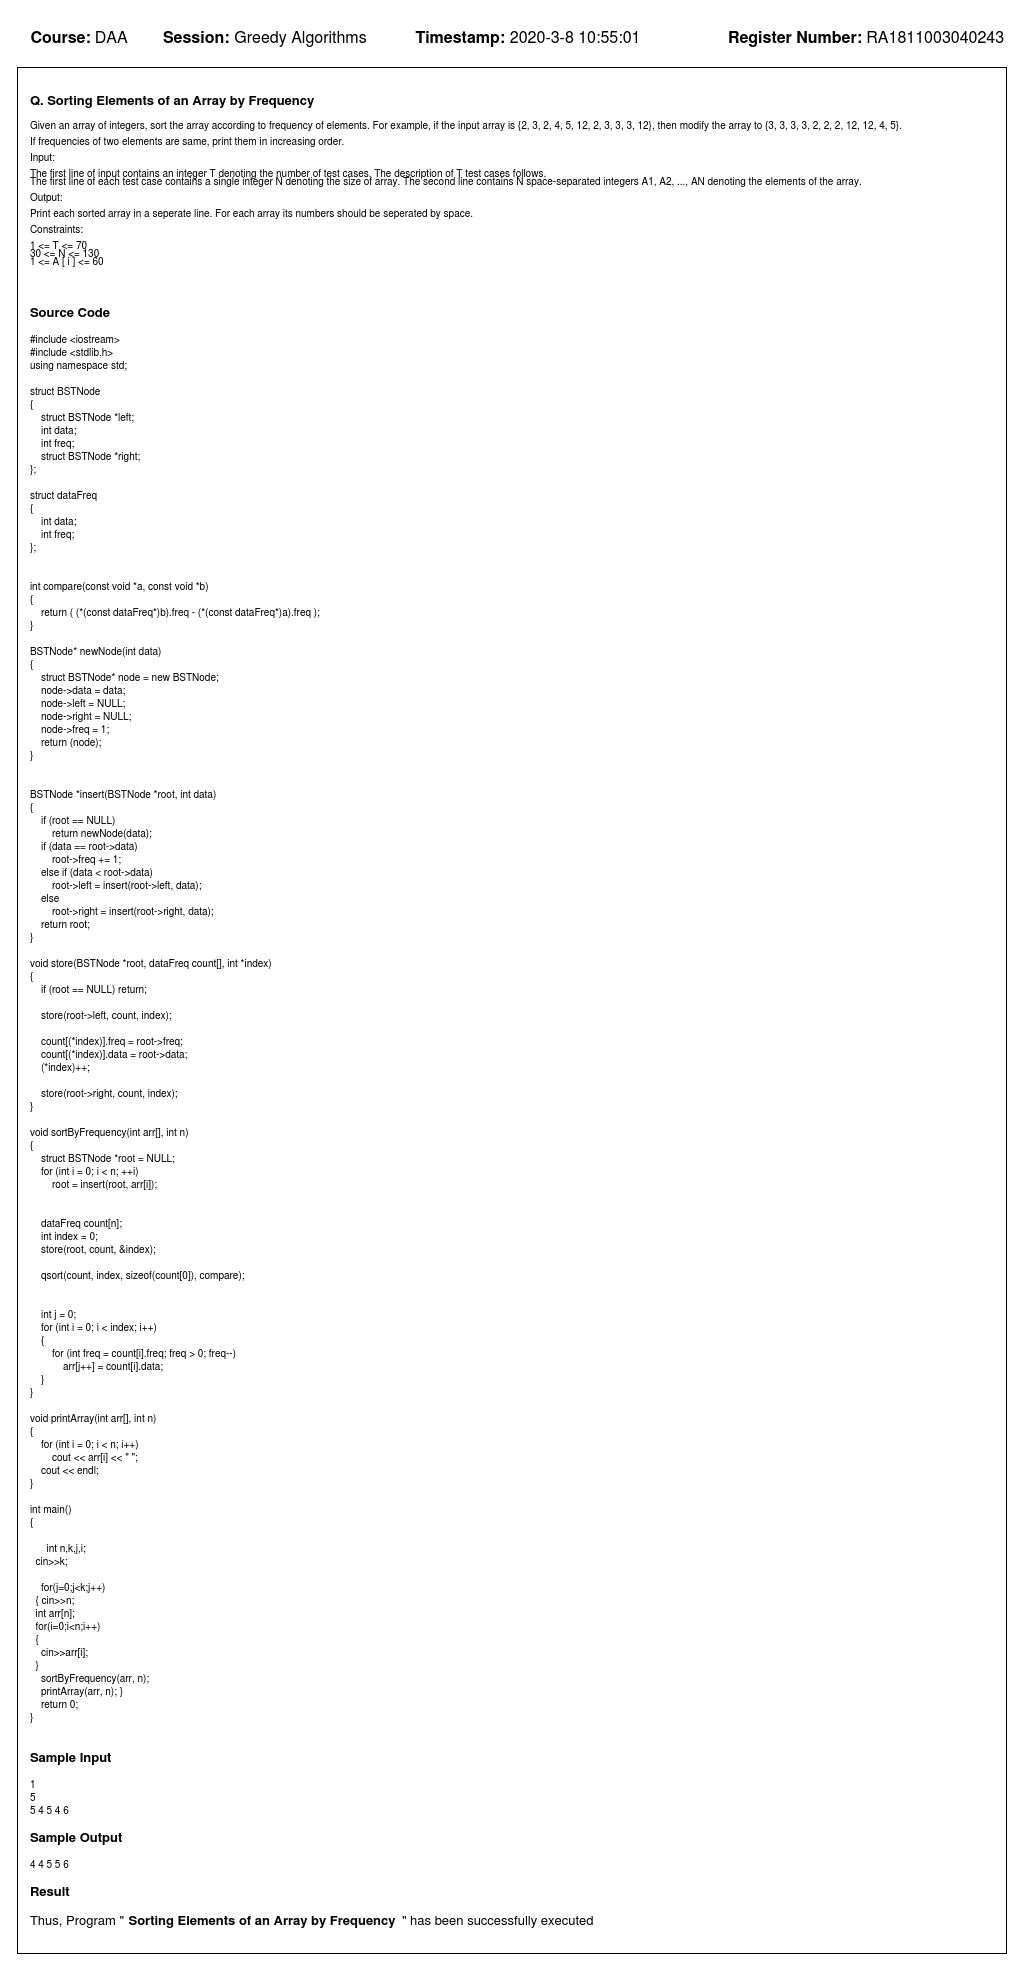 Course: DAA Session: Greedy Algorithms Timestamp: 2020-3-8 10:55:01 Register Number: RA1811003040243
Q. Sorting Elements of an Array by Frequency
Given an array of integers, sort the array according to frequency of elements. For example, if the input array is {2, 3, 2, 4, 5, 12, 2, 3, 3, 3, 12}, then modify the array to {3, 3, 3, 3, 2, 2, 2, 12, 12, 4, 5}.
If frequencies of two elements are same, print them in increasing order.
Input:
The first line of input contains an integer T denoting the number of test cases. The description of T test cases follows.
The first line of each test case contains a single integer N denoting the size of array. The second line contains N space-separated integers A1, A2, ..., AN denoting the elements of the array.
Output:
Print each sorted array in a seperate line. For each array its numbers should be seperated by space.
Constraints:
1 <= T <= 70
30 <= N <= 130
1 <= A [ i ] <= 60
Source Code
#include <iostream>
#include <stdlib.h>
using namespace std;
struct BSTNode
{
struct BSTNode *left;
int data;
int freq;
struct BSTNode *right;
};
struct dataFreq
{
int data;
int freq;
};
int compare(const void *a, const void *b)
{
return ( (*(const dataFreq*)b).freq - (*(const dataFreq*)a).freq );
}
BSTNode* newNode(int data)
{
struct BSTNode* node = new BSTNode;
node->data = data;
node->left = NULL;
node->right = NULL;
node->freq = 1;
return (node);
}
BSTNode *insert(BSTNode *root, int data)
{
if (root == NULL)
return newNode(data);
if (data == root->data)
root->freq += 1;
else if (data < root->data)
root->left = insert(root->left, data);
else
root->right = insert(root->right, data);
return root;
}
void store(BSTNode *root, dataFreq count[], int *index)
{
if (root == NULL) return;
store(root->left, count, index);
count[(*index)].freq = root->freq;
count[(*index)].data = root->data;
(*index)++;
store(root->right, count, index);
}
void sortByFrequency(int arr[], int n)
{
struct BSTNode *root = NULL;
for (int i = 0; i < n; ++i)
root = insert(root, arr[i]);
dataFreq count[n];
int index = 0;
store(root, count, &index);
qsort(count, index, sizeof(count[0]), compare);
int j = 0;
for (int i = 0; i < index; i++)
{
for (int freq = count[i].freq; freq > 0; freq--)
arr[j++] = count[i].data;
}
}
void printArray(int arr[], int n)
{
for (int i = 0; i < n; i++)
cout << arr[i] << " ";
cout << endl;
}
int main()
{
int n,k,j,i;
cin>>k;
for(j=0;j<k;j++)
{ cin>>n;
int arr[n];
for(i=0;i<n;i++)
{
cin>>arr[i];
}
sortByFrequency(arr, n);
printArray(arr, n); }
return 0;
}
Sample Input
1
5
5 4 5 4 6
Sample Output
4 4 5 5 6
Result
Thus, Program " Sorting Elements of an Array by Frequency " has been successfully executed